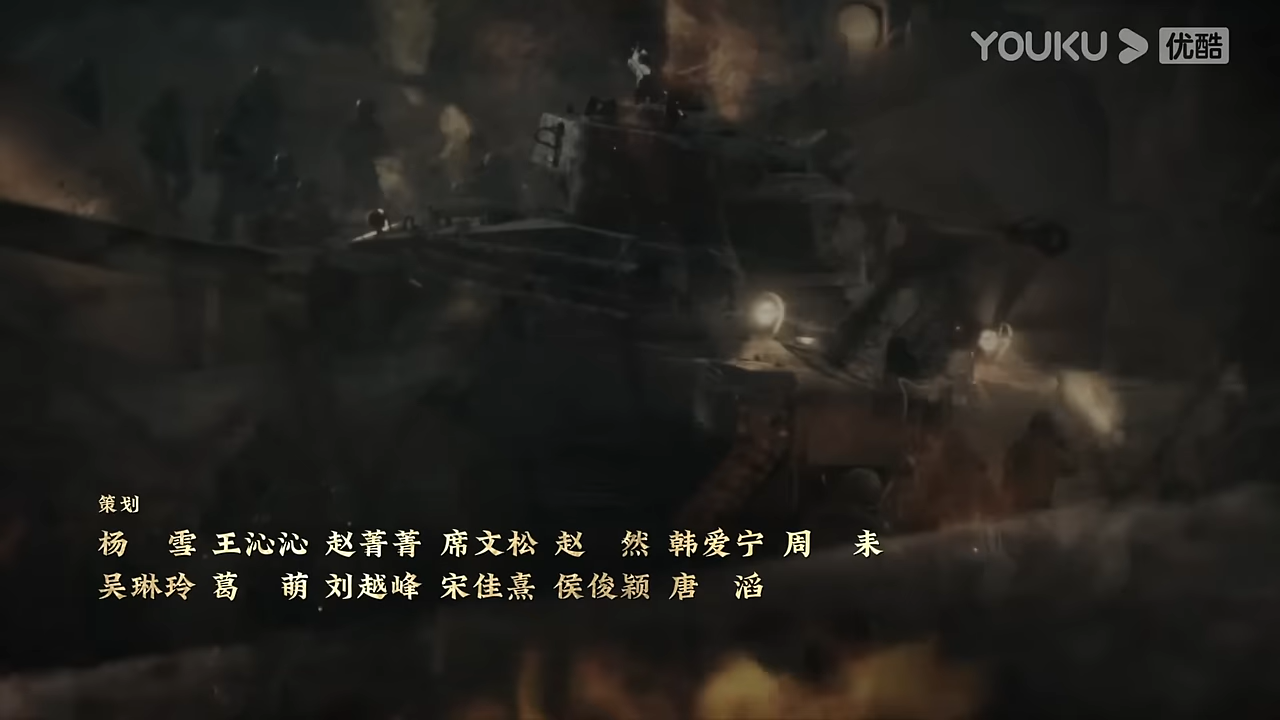 YOUKU 优酷
策划
杨 雪 王沁沁 赵菁菁 席文松 赵 然 韩爱宁 周 耒
吴琳玲 葛 萌 刘越峰 宋佳熹 侯俊颖 唐 滔